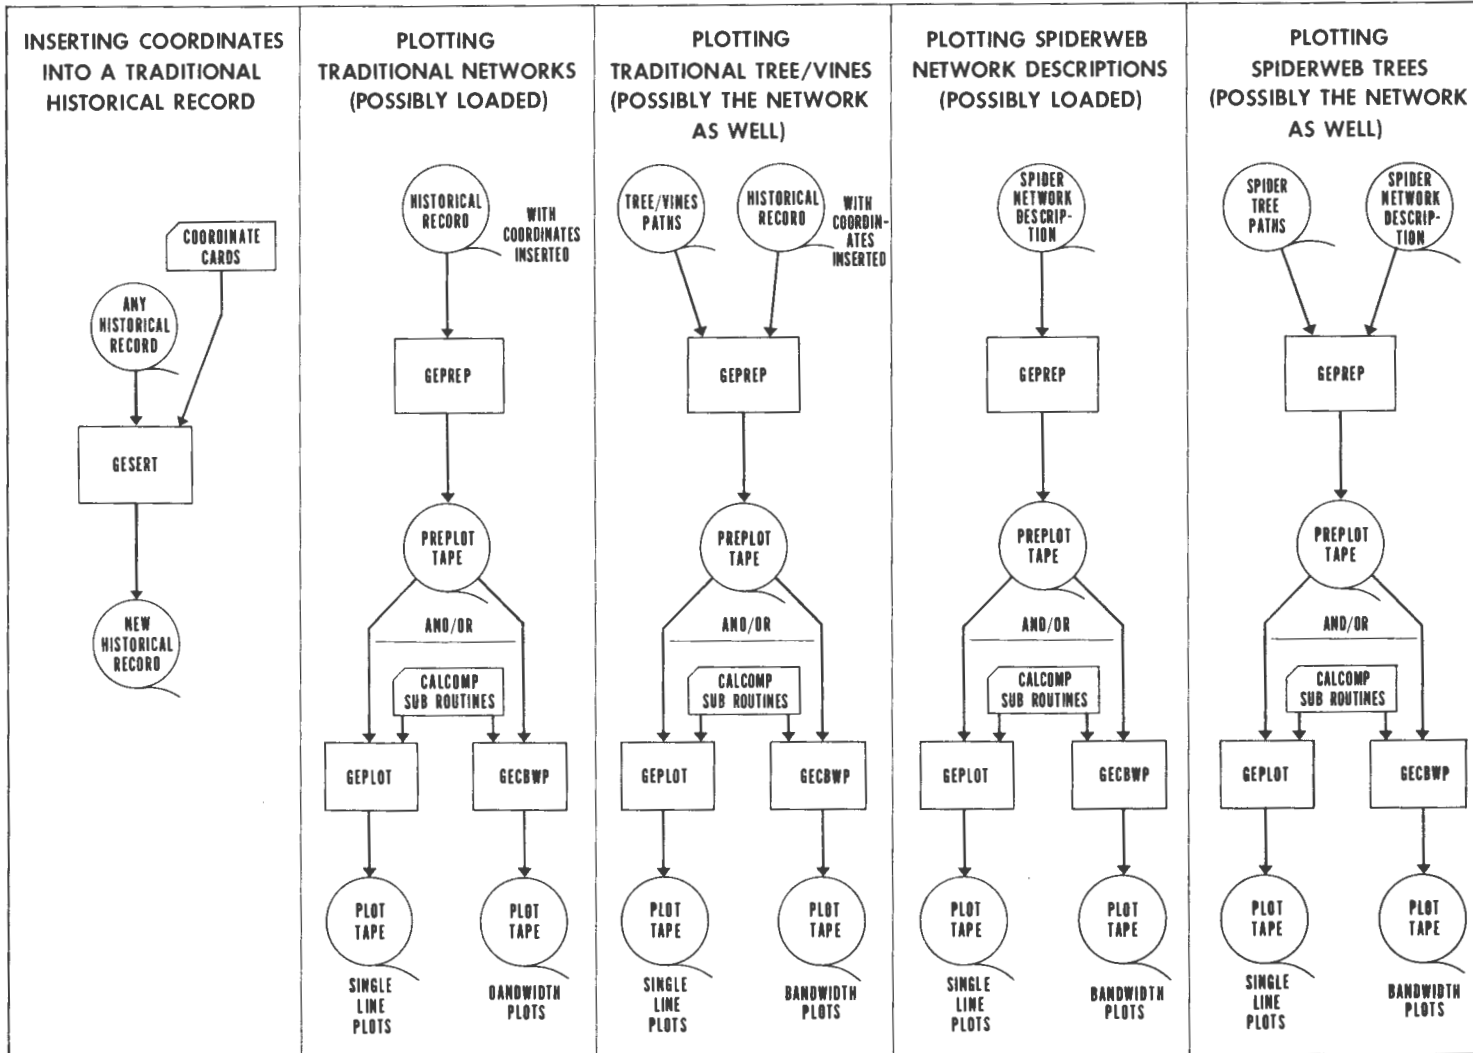 INSERTING COORDINATES
INTO A TRADITIONAL
HISTORICAL RECORD
COORDINATE
CARDS
ANY
HISTORICAL
RECORD
GESERT
NEW
HISTORICAL
RECORD
PLOTTING
TRADITIONAL NETWORKS
(POSSIBLY LOADED)
HISTORICAL
RECORD
WITH
COORDINATES
INSERTED
GEPREP
PREPLOT
TAPE
AND/OR
CALCOMP
SUB ROUTINES
GEPLOT
GECBWP
PLOT
TAPE
PLOT
TAPE
SINGLE
LINE
PLOTS
BANDWIDTH
PLOTS
PLOTTING
TRADITIONAL TREE/VINES
(POSSIBLY THE NETWORK
AS WELL)
TREE/VINES
PATHS
HISTORICAL
RECORD
WITH
COORDIN-
ATES
INSERTED
GEPREP
PREPLOT
TAPE
AND/OR
CALCOMP
SUB ROUTINES
GEPLOT
GECBWP
PLOT
TAPE
PLOT
TAPE
SINGLE
LINE
PLOTS
BANDWIDTH
PLOTS
PLOTTING SPIDERWEB
NETWORK DESCRIPTIONS
(POSSIBLY LOADED)
SPIDER
NETWORK
DESCRIP-
TION
GEPREP
PREPLOT
TAPE
AND/OR
CALCOMP
SUB ROUTINES
GEPLOT
GECBWP
PLOT
TAPE
PLOT
TAPE
SINGLE
LINE
PLOTS
BANDWIDTH
PLOTS
PLOTTING
SPIDERWEB TREES
(POSSIBLY THE NETWORK
AS WELL)
SPIDER
TREE
PATHS
SPIDER
NETWORK
DESCRIP-
TION
GEPREP
PREPLOT
TAPE
AND/OR
CALCOMP
SUB ROUTINES
GEPLOT
GECBWP
PLOT
TAPE
PLOT
TAPE
SINGLE
LINE
PLOTS
BANDWIDTH
PLOTS